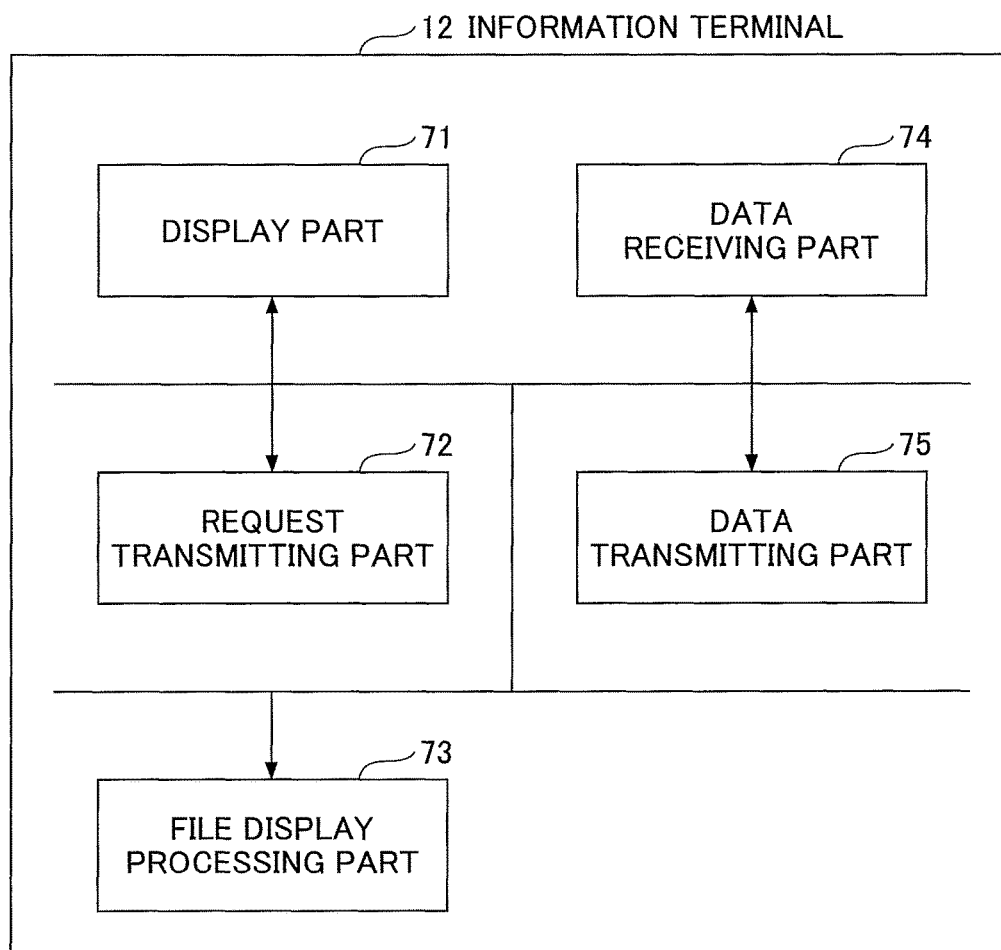 12 INFORMATION TERMINAL
71
DISPLAY PART
74
DATA
RECEIVING PART
72
REQUEST
TRANSMITTING PART
75
DATA
TRANSMITTING PART
73
FILE DISPLAY
PROCESSING PART